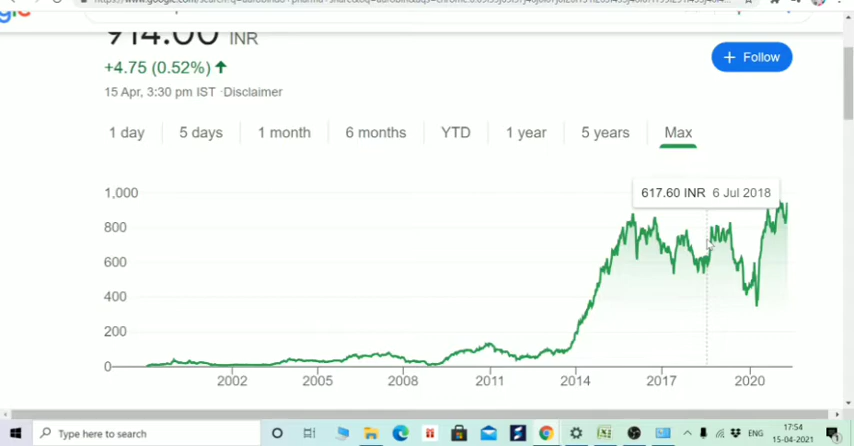 914.00 INR
+4.75 (0.52%) ↑
15 Apr, 3:30 pm IST · Disclaimer
+ Follow
1 day 5 days 1 month 6 months YTD 1 year 5 years Max
617.60 INR 6 Jul 2018
1,000
800
600
400
200
0
2002 2005 2008 2011 2014 2017 2020
Type here to search
ENG
17:54
15-04-2021